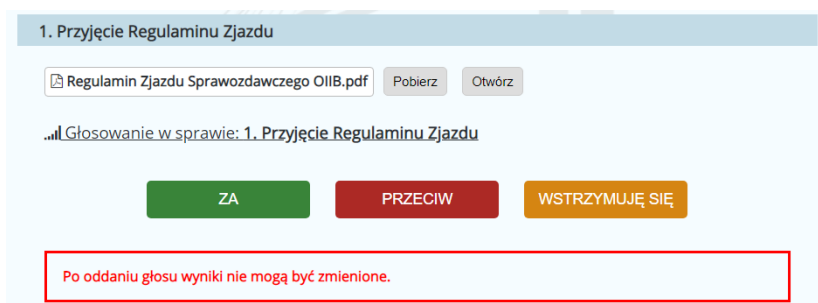 1. Przyjęcie Regulaminu Zjazdu
Regulamin Zjazdu Sprawozdawczego OIIB.pdf Pobierz Otwórz
Głosowanie w sprawie: 1. Przyjęcie Regulaminu Zjazdu
ZA PRZECIW WSTRZYMUJĘ SIĘ
Po oddaniu głosu wyniki nie mogą być zmienione.